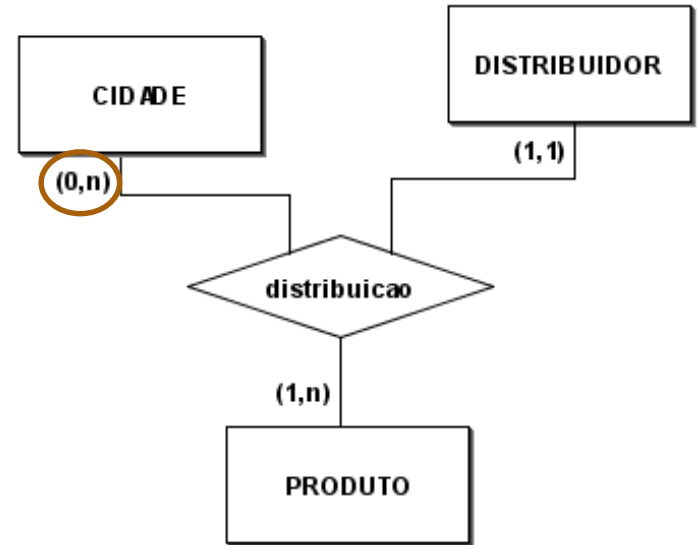 DISTRIBUIDOR
CIDADE
(1,1)
(0,n)
distribuicao
(1,n)
PRODUTO